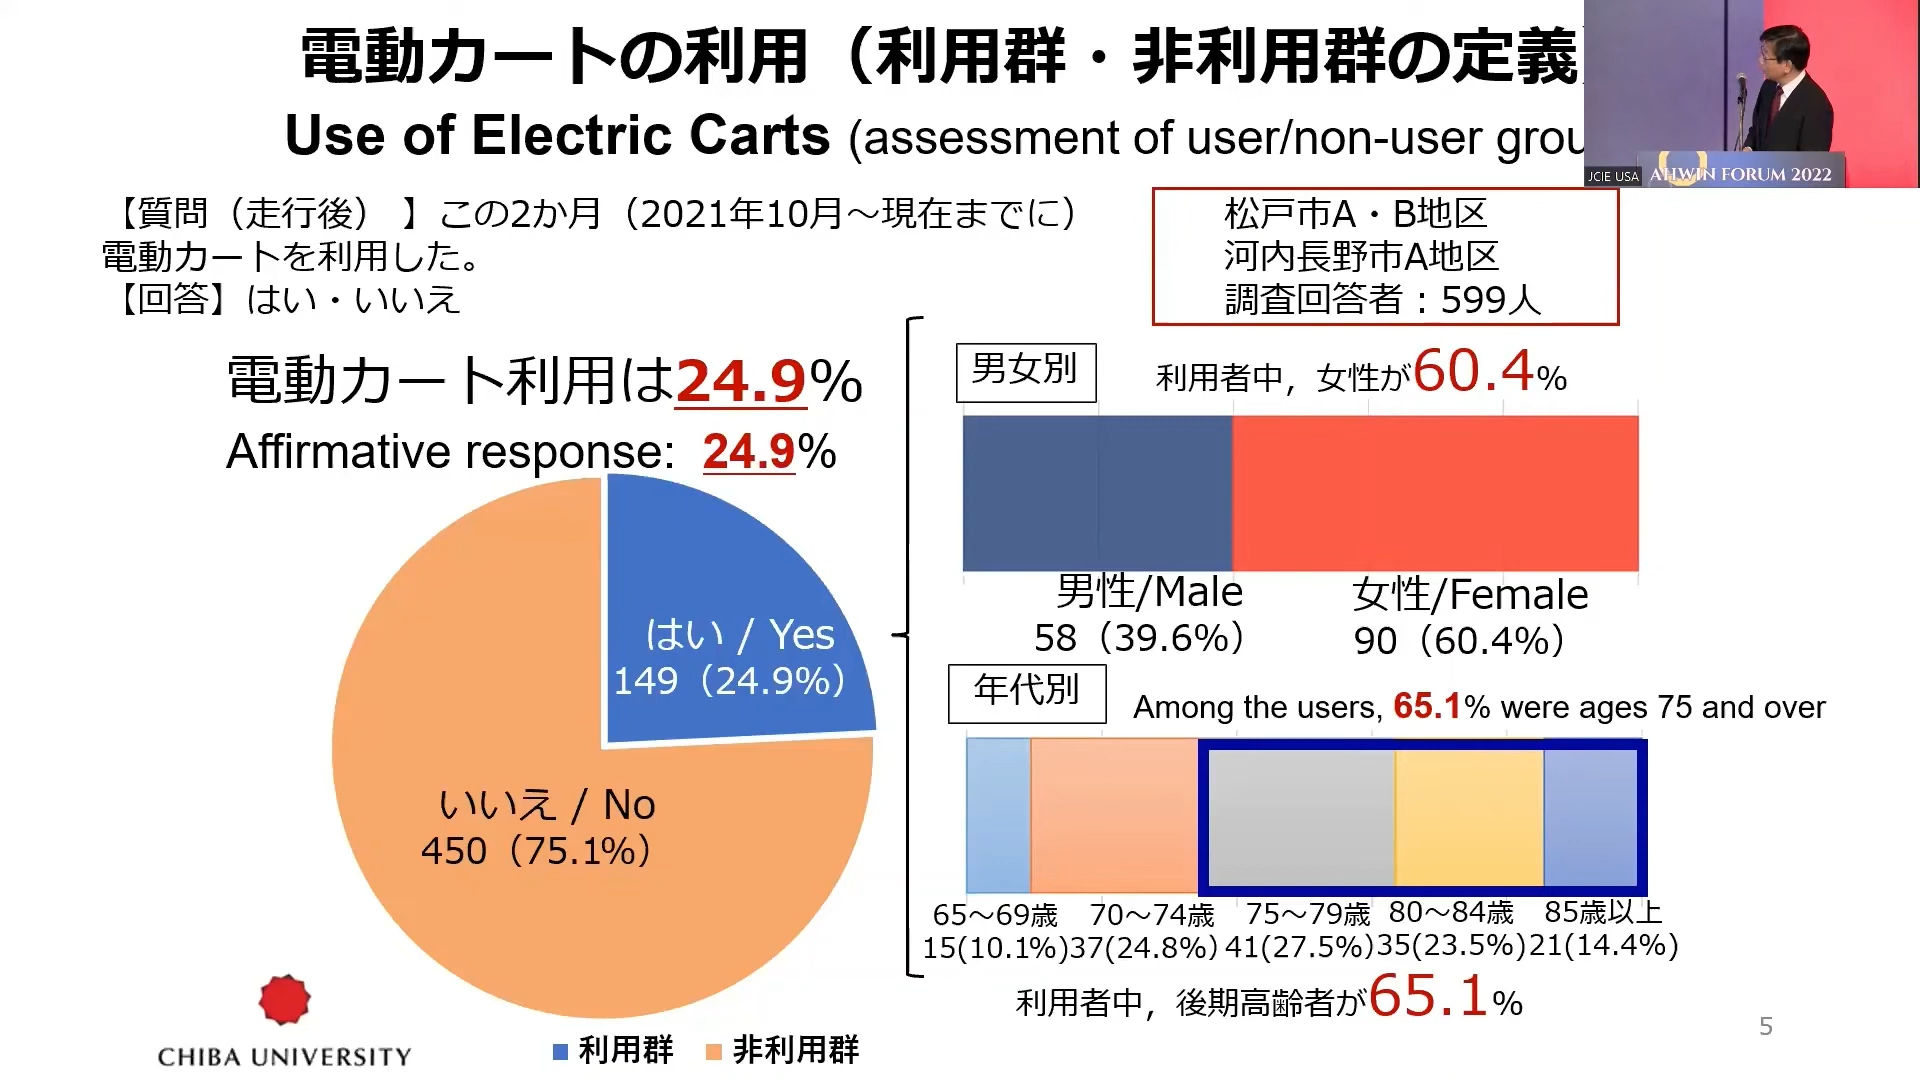 電動カートの利用（利用群・非利用群の定義
Use of Electric Carts (assessment of user/non-user grou
JCIE USA
AHWIN FORUM 2022
【質問（走行後） 】この2か月（2021年10月～現在までに）
電動カートを利用した。
【回答】はい・いいえ
松戸市A・B地区
河内長野市A地区
調査回答者：599人
電動カート利用は24.9%
Affirmative response: 24.9%
はい / Yes
149（24.9%）
いいえ / No
450（75.1%）
利用群 非利用群
男女別
利用者中，女性が60.4%
男性/Male 女性/Female
58（39.6%） 90（60.4%）
年代別
Among the users, 65.1% were ages 75 and over
65～69歳 70～74歳 75～79歳 80～84歳 85歳以上
15(10.1%) 37(24.8%) 41(27.5%) 35(23.5%) 21(14.4%)
利用者中，後期高齢者が65.1%
CHIBA UNIVERSITY
5